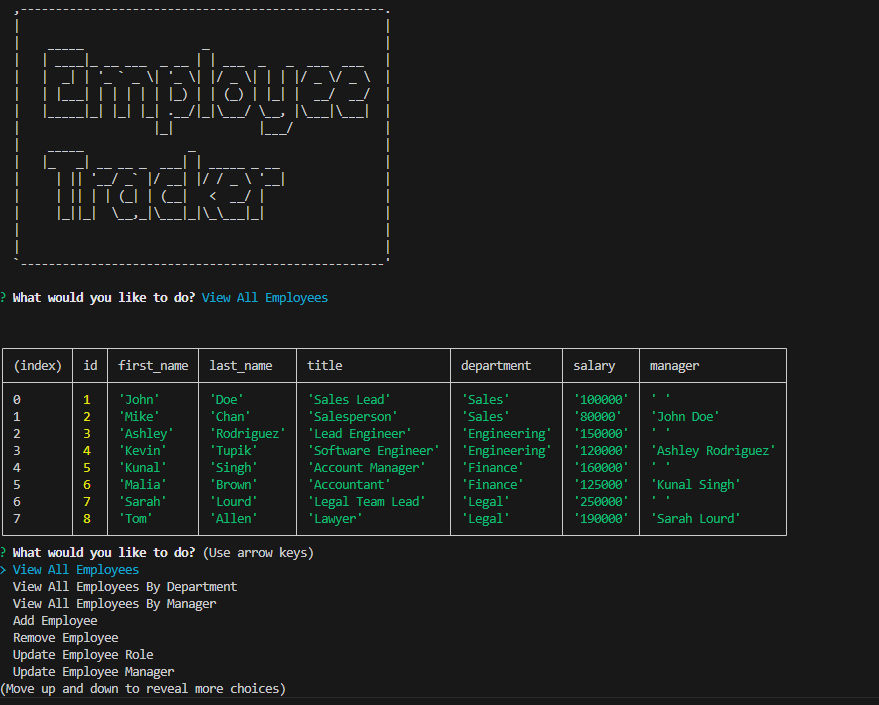 Employee
Tracker
? What would you like to do? View All Employees
(index) id first_name last_name title department salary manager
0 1 'John' 'Doe' 'Sales Lead' 'Sales' '100000' ' '
1 2 'Mike' 'Chan' 'Salesperson' 'Sales' '80000' 'John Doe'
2 3 'Ashley' 'Rodriguez' 'Lead Engineer' 'Engineering' '150000' ' '
3 4 'Kevin' 'Tupik' 'Software Engineer' 'Engineering' '120000' 'Ashley Rodriguez'
4 5 'Kunal' 'Singh' 'Account Manager' 'Finance' '160000' ' '
5 6 'Malia' 'Brown' 'Accountant' 'Finance' '125000' 'Kunal Singh'
6 7 'Sarah' 'Lourd' 'Legal Team Lead' 'Legal' '250000' ' '
7 8 'Tom' 'Allen' 'Lawyer' 'Legal' '190000' 'Sarah Lourd'
? What would you like to do? (Use arrow keys)
> View All Employees
View All Employees By Department
View All Employees By Manager
Add Employee
Remove Employee
Update Employee Role
Update Employee Manager
(Move up and down to reveal more choices)